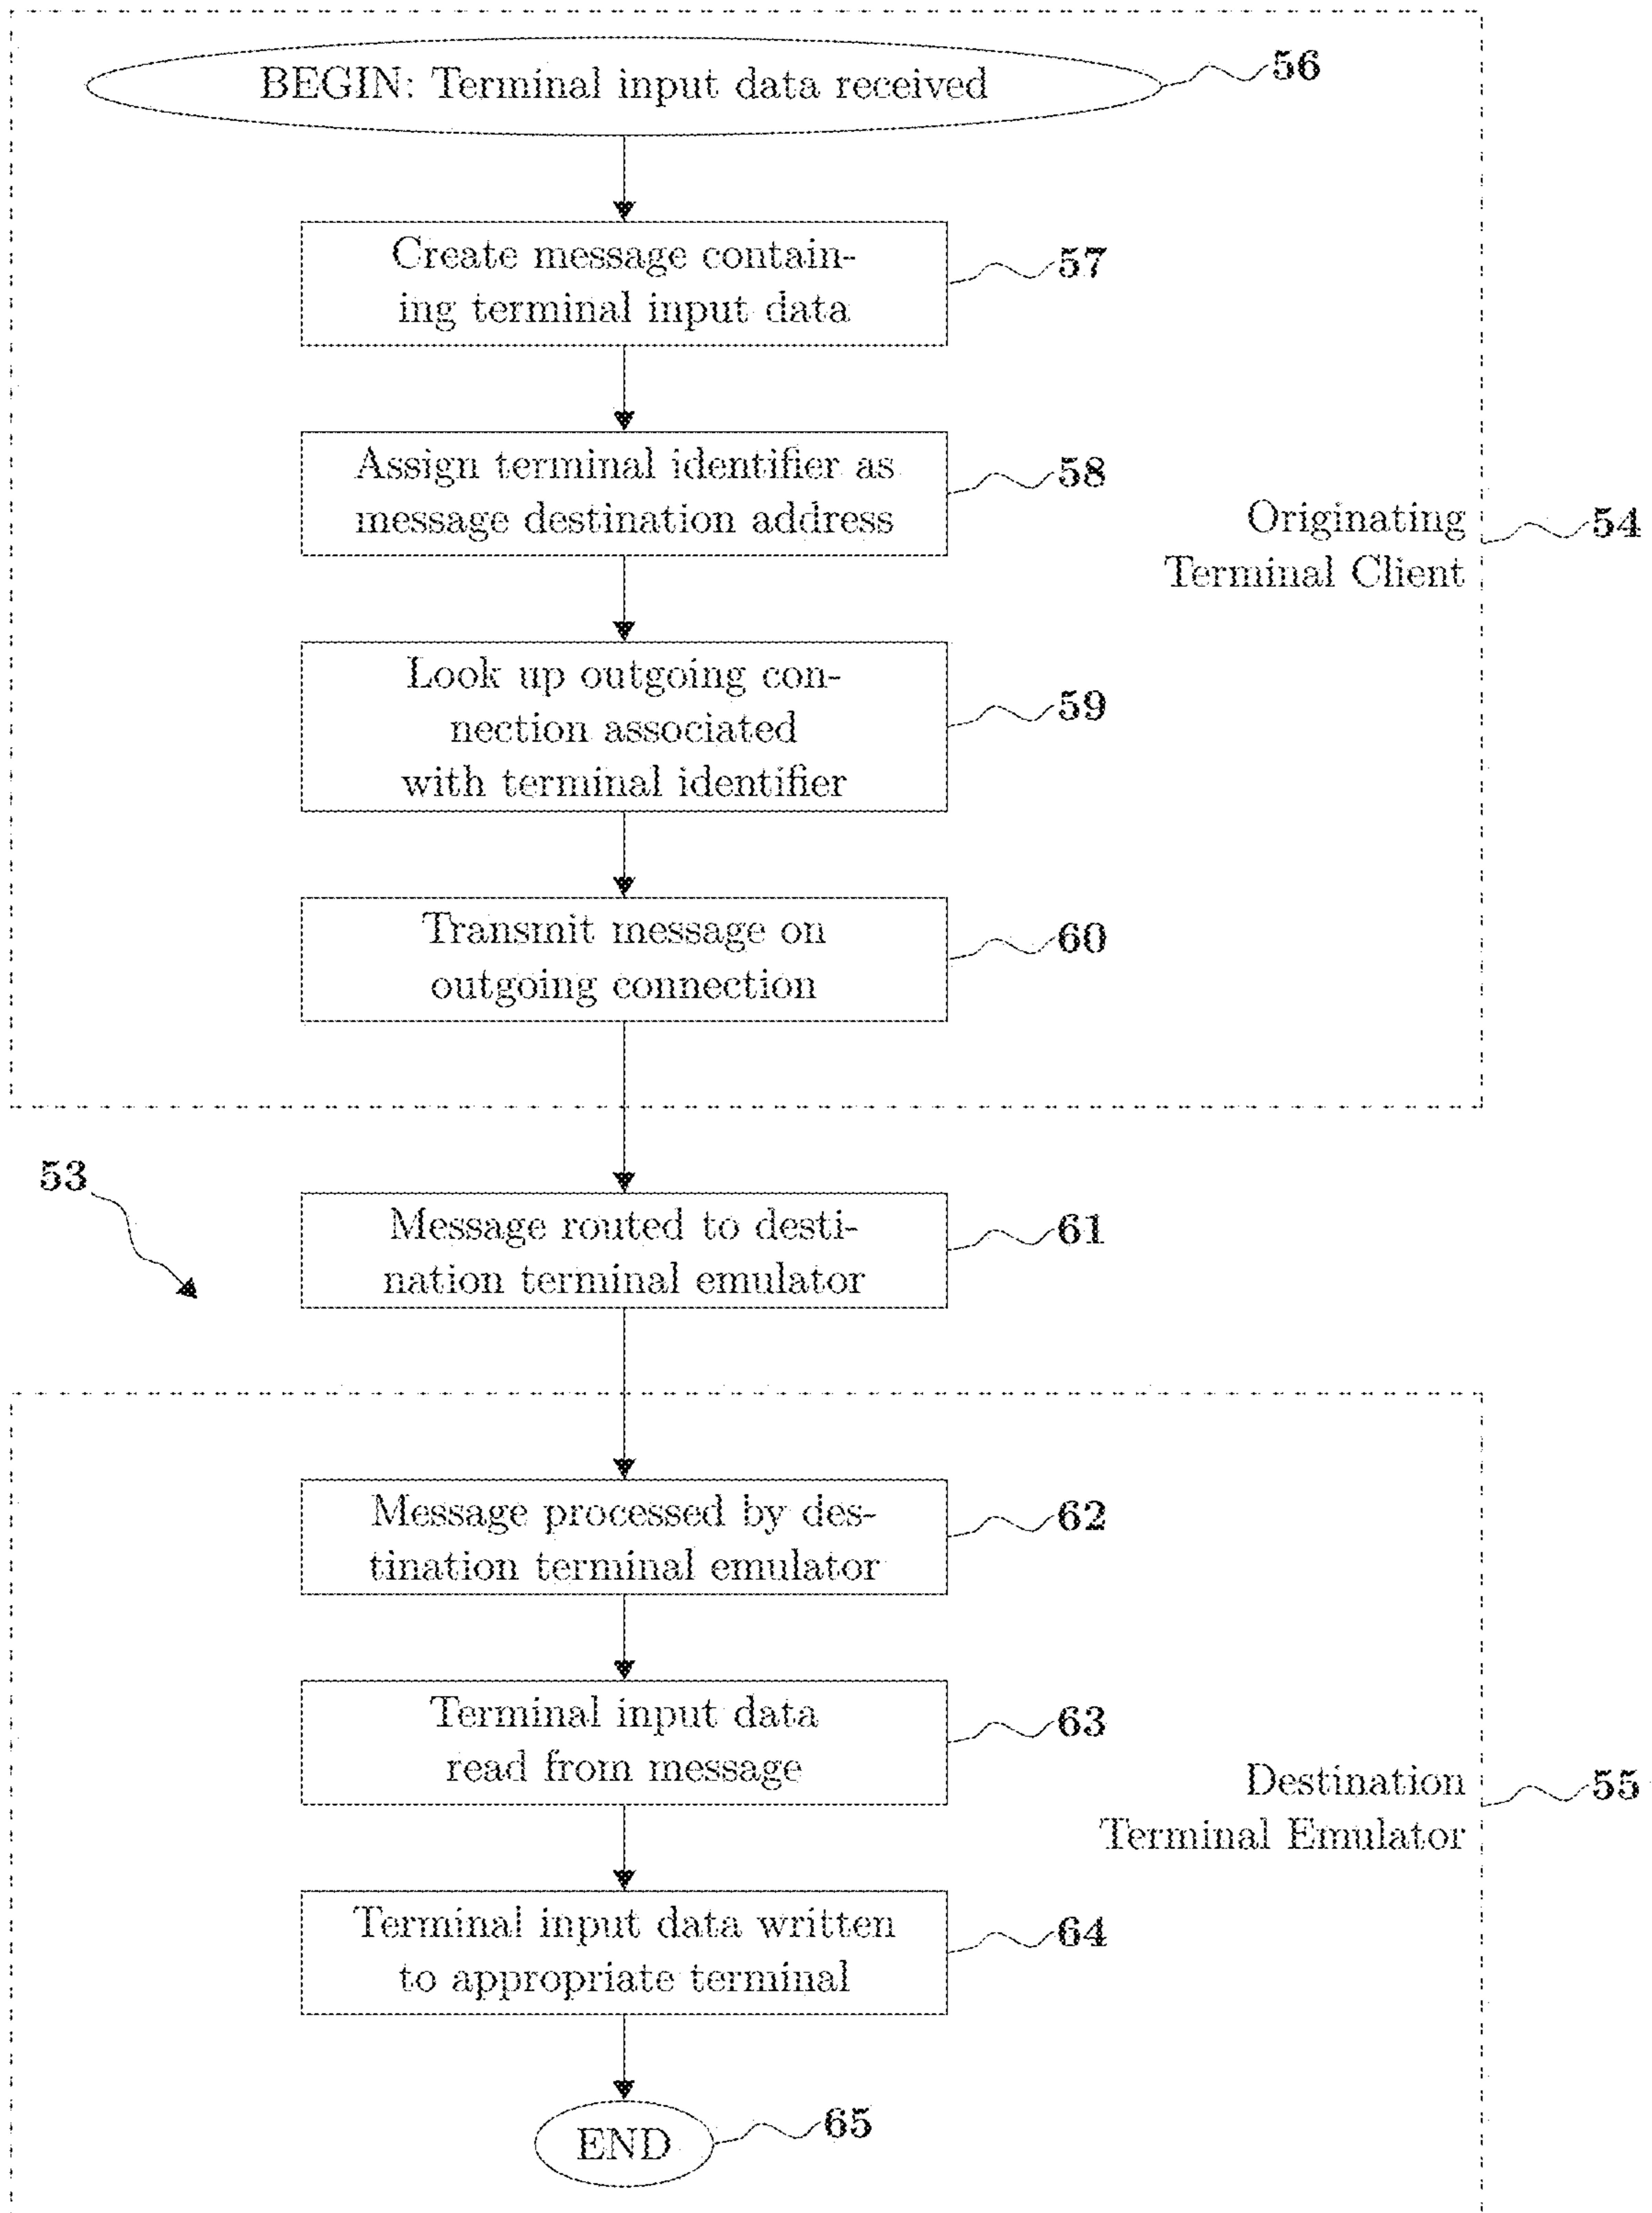 BEGIN: Terminal input data received
56
Create message contain-
ing terminal input data
57
Assign terminal identifier as
message destination address
58
Originating
Terminal Client
54
Look up outgoing con-
nection associated
with terminal identifier
59
Transmit message on
outgoing connection
60
53
Message routed to desti-
nation terminal emulator
61
Message processed by des-
tination terminal emulator
62
Terminal input data
read from message
63
Destination
Terminal Emulator
55
Terminal input data written
to appropriate terminal
64
END
65